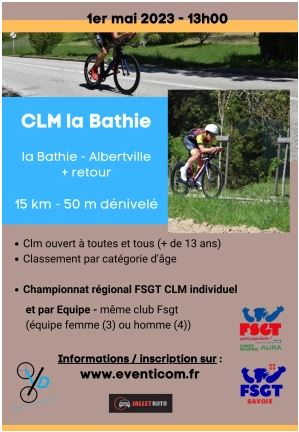 1er mai 2023 - 13h00
CLM la Bathie
la Bathie - Albertville
+ retour
15 km - 50 m dénivelé
Clm ouvert à toutes et tous (+ de 13 ans)
Classement par catégorie d'âge
Championnat régional FSGT CLM individuel
et par Equipe - même club Fsgt
(équipe femme (3) ou homme (4))
FSGT
AURA
Informations / inscription sur :
www.eventicom.fr
JALLET AUTO
FSGT
SAVOIE